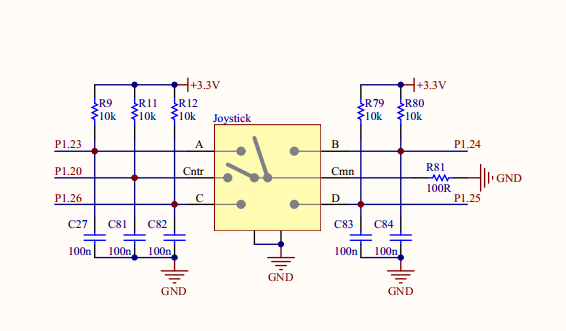 +3.3V +3.3V
R9 R11 R12 R79 R80
10k 10k 10k 10k 10k
Joystick
P1.23 A B P1.24
R81
P1.20 Cntr Cmn GND
100R
P1.26 C D P1.25
C27 C81 C82 C83 C84
100n 100n 100n 100n 100n
GND
GND GND